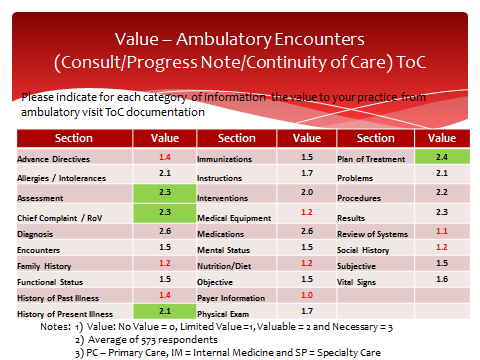 Value – Ambulatory Encounters
(Consult/Progress Note/Continuity of Care) ToC
Please indicate for each category of information the value to your practice from
ambulatory visit ToC documentation
Section Value Section Value Section Value
Advance Directives 1.4 Immunizations 1.5 Plan of Treatment 2.4
Allergies / Intolerances 2.1 Instructions 1.7 Problems 2.1
Assessment 2.3 Interventions 2.0 Procedures 2.2
Chief Complaint / RoV 2.3 Medical Equipment 1.2 Results 2.3
Diagnosis 2.6 Medications 2.6 Review of Systems 1.1
Encounters 1.5 Mental Status 1.5 Social History 1.2
Family History 1.2 Nutrition/Diet 1.2 Subjective 1.5
Functional Status 1.5 Objective 1.5 Vital Signs 1.6
History of Past Illness 1.4 Payer Information 1.0
History of Present Illness 2.1 Physical Exam 1.7
Notes: 1) Value: No Value = 0, Limited Value =1, Valuable = 2 and Necessary = 3
2) Average of 573 respondents
3) PC – Primary Care, IM = Internal Medicine and SP = Specialty Care